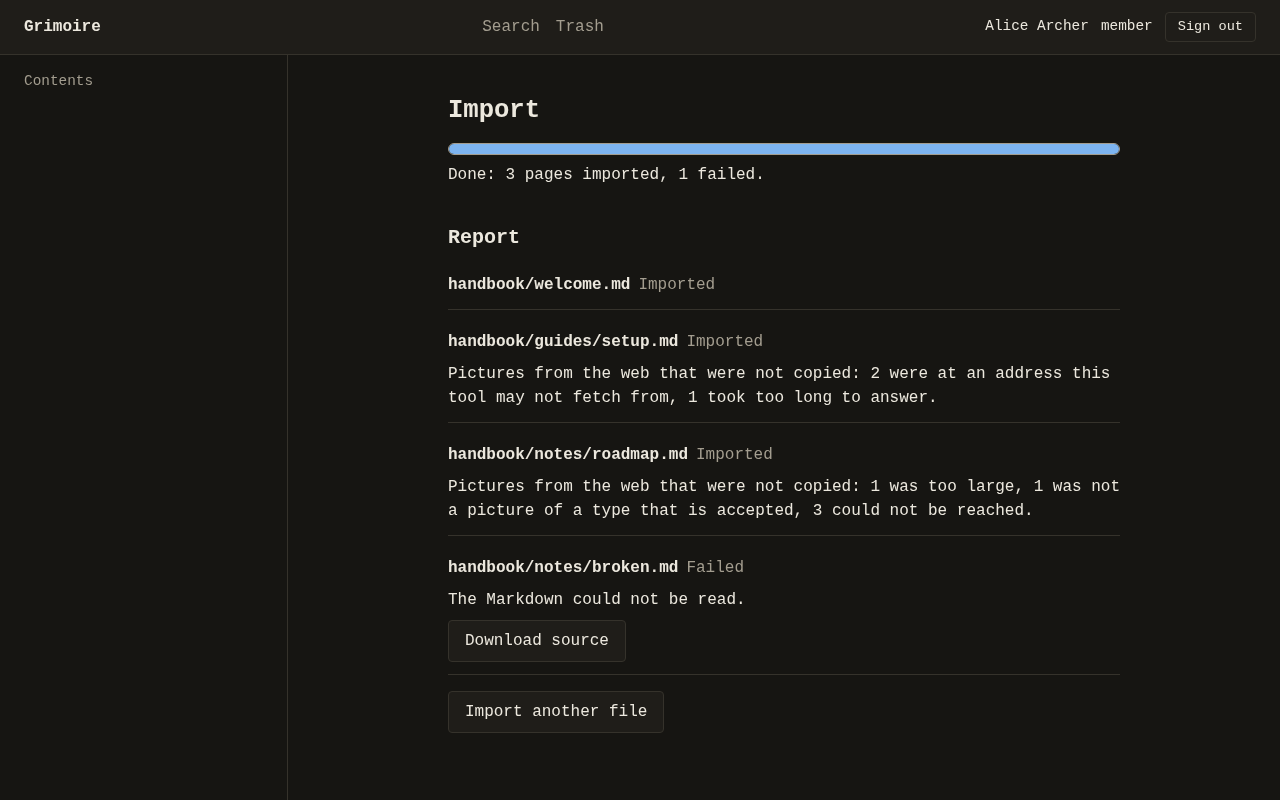 Grimoire
Search Trash
Alice Archer member Sign out
Contents
Import
Done: 3 pages imported, 1 failed.
Report
handbook/welcome.md Imported
handbook/guides/setup.md Imported
Pictures from the web that were not copied: 2 were at an address this
tool may not fetch from, 1 took too long to answer.
handbook/notes/roadmap.md Imported
Pictures from the web that were not copied: 1 was too large, 1 was not
a picture of a type that is accepted, 3 could not be reached.
handbook/notes/broken.md Failed
The Markdown could not be read.
Download source
Import another file